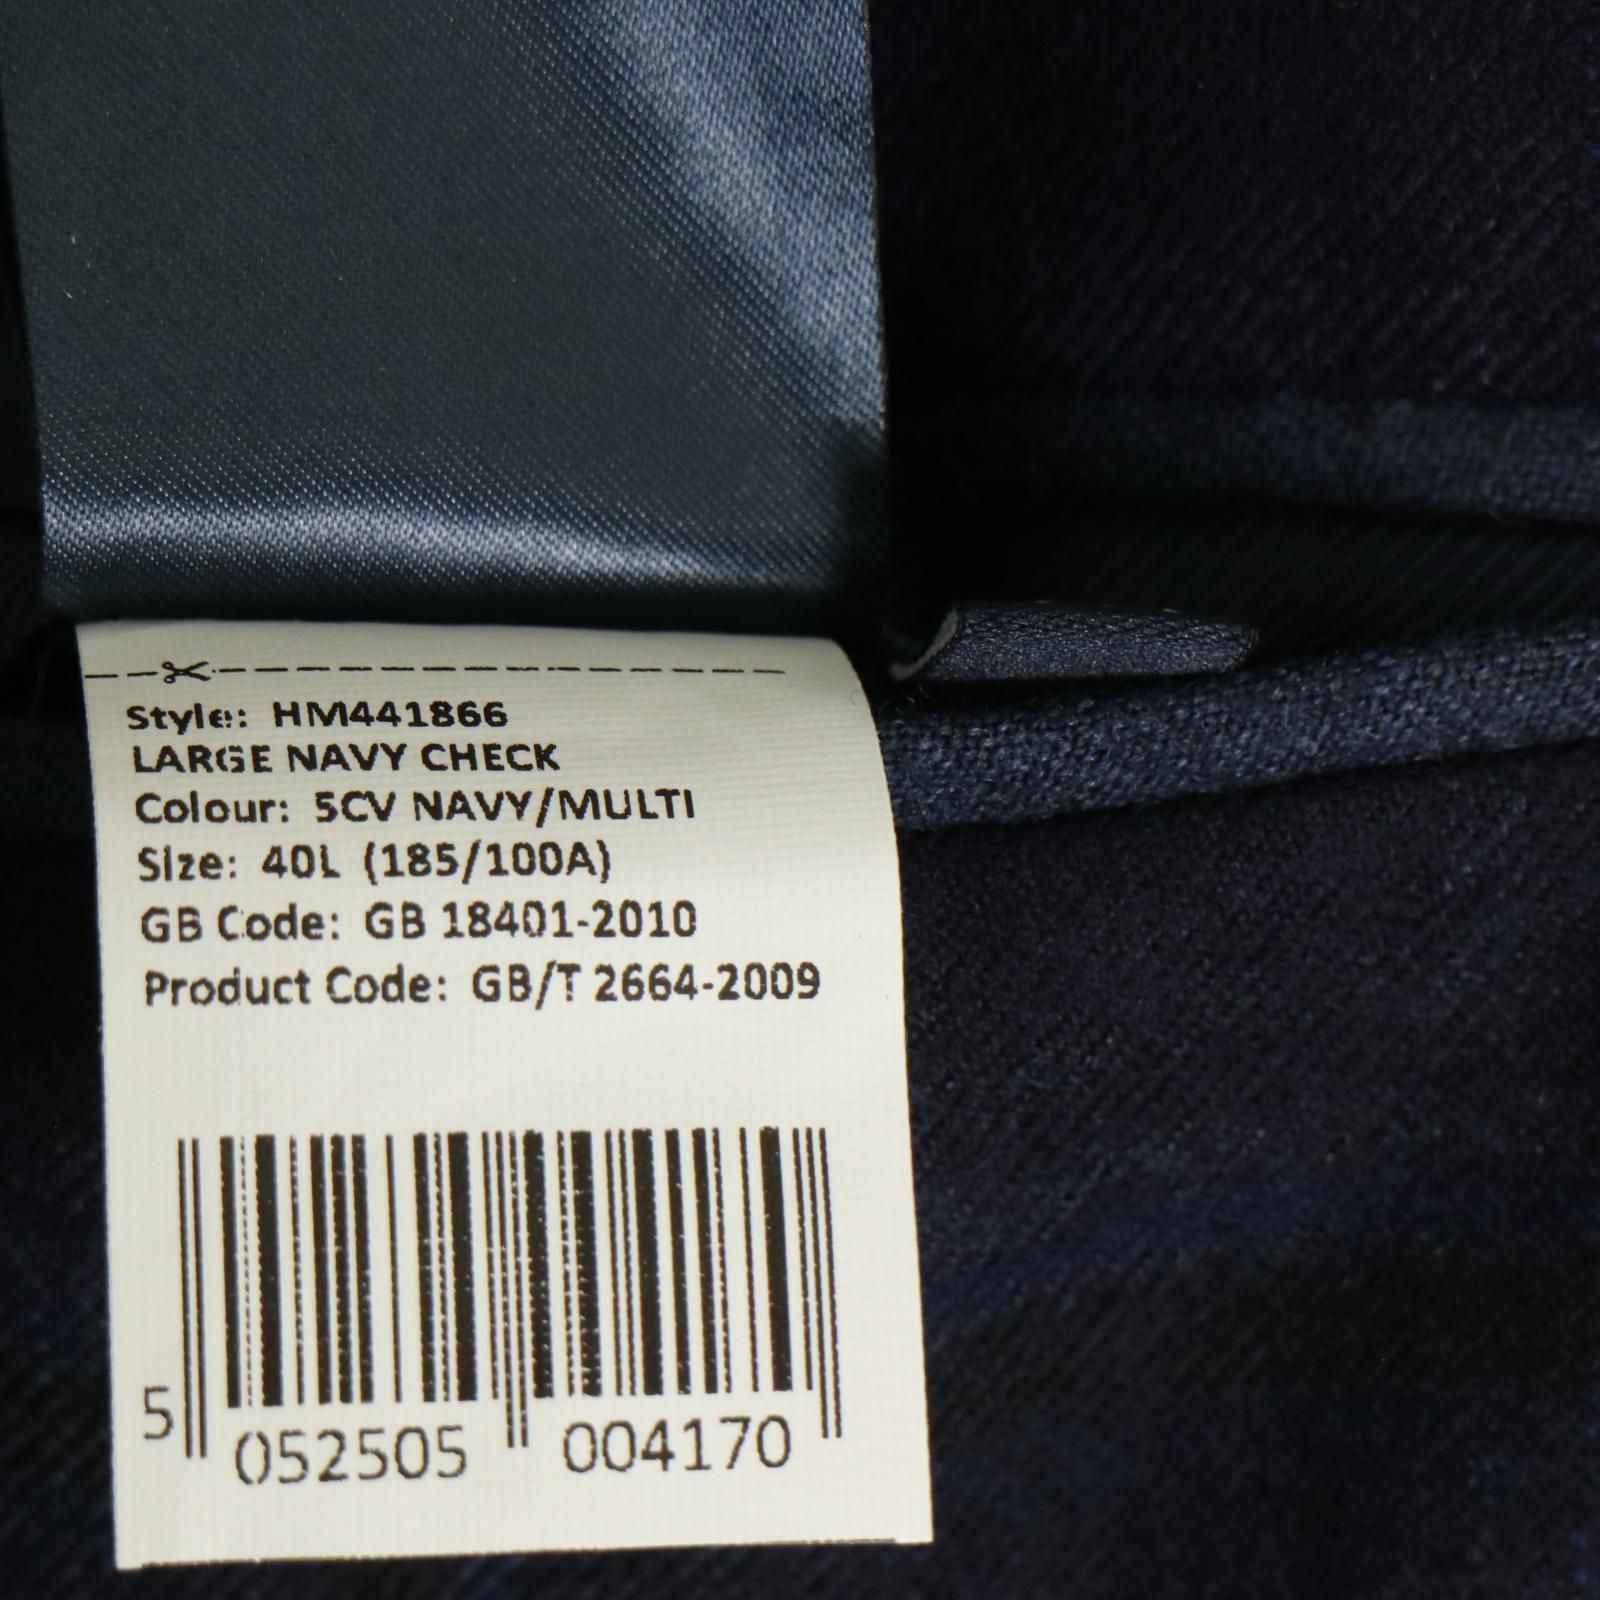 Style: HM441866
LARGE NAVY CHECK
Colour: 5CV NAVY/MULTI
Size: 40L (185/100A)
GB Code: GB 18401-2010
Product Code: GB/T 2664-2009
5 052505 004170